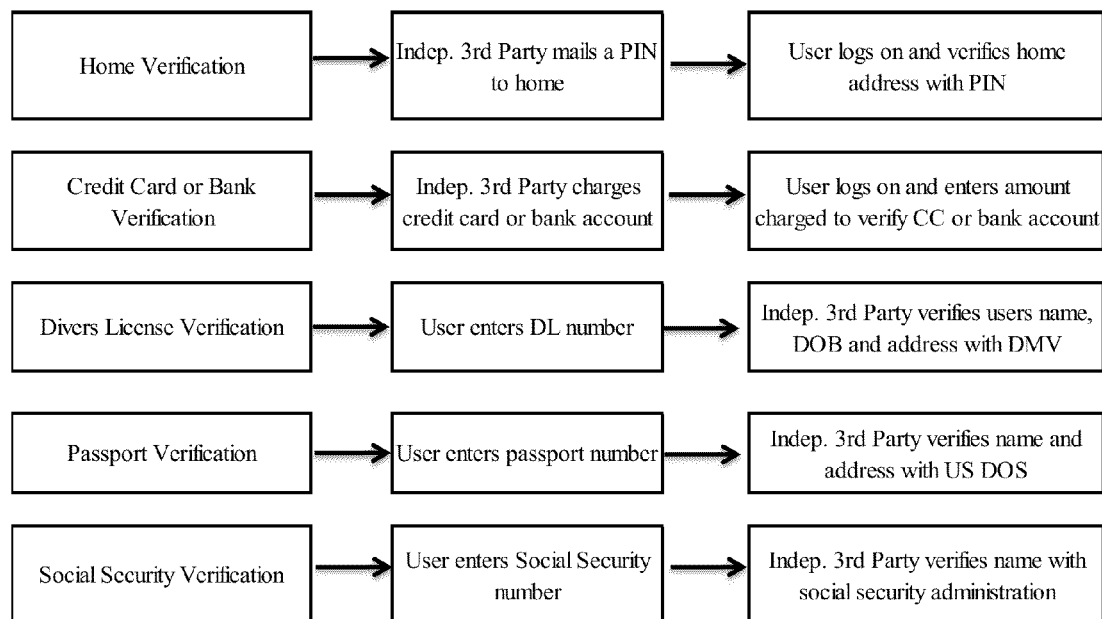 Home Verification
Indep. 3rd Party mails a PIN
to home
User logs on and verifies home
address with PIN
Credit Card or Bank
Verification
Indep. 3rd Party charges
credit card or bank account
User logs on and enters amount
charged to verify CC or bank account
Divers License Verification
User enters DL number
Indep. 3rd Party verifies users name,
DOB and address with DMV
Passport Verification
User enters passport number
Indep. 3rd Party verifies name and
address with US DOS
Social Security Verification
User enters Social Security
number
Indep. 3rd Party verifies name with
social security administration